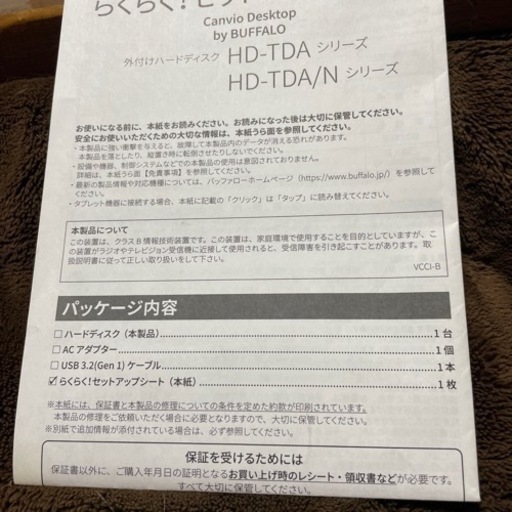 らくらく！セット
Canvio Desktop
by BUFFALO
外付けハードディスク HD-TDA シリーズ
HD-TDA/N シリーズ
お使いになる前に、本紙をお読みください。お読みになった後は大切に保管してください。
安全にお使いいただくための大切な情報は、本紙うら面を参照してください。
・本製品に強い衝撃を与えると、故障して本製品内のデータが消える恐れがあります。
本製品を落としたり、縦置き時に転倒させたりしないでください。
・設備や機器、制御システムなどでの本製品の使用は意図されておりません。
詳細は、本紙うら面【免責事項】を参照してください。
・最新の製品情報や対応機種については、バッファローホームページ（https://www.buffalo.jp/）を参照して
ください。
・タブレット機器に接続する場合、本紙に記載の「クリック」は「タップ」に読み替えてください。
本製品について
この装置は、クラスB情報技術装置です。この装置は、家庭環境で使用することを目的としていますが、こ
の装置がラジオやテレビジョン受信機に近接して使用されると、受信障害を引き起こすことがあります。取
扱説明書に従って正しい取り扱いをして下さい。
VCCI-B
パッケージ内容
□ ハードディスク（本製品）................1台
□ AC アダプター................1個
□ USB 3.2(Gen 1) ケーブル................1本
☑ らくらく！セットアップシート（本紙）................1枚
※本紙には、保証書と本製品の修理についての条件を定めた約款が印刷されています。
本製品の修理をご依頼いただく場合に必要となりますので、大切に保管してください。
※別紙で追加情報が添付されている場合は、必ず参照してください。
保証を受けるためには
保証書以外に、ご購入年月日の証明となるお買い上げ時のレシート・領収書などが必要です。
すべて大切に保管してください。